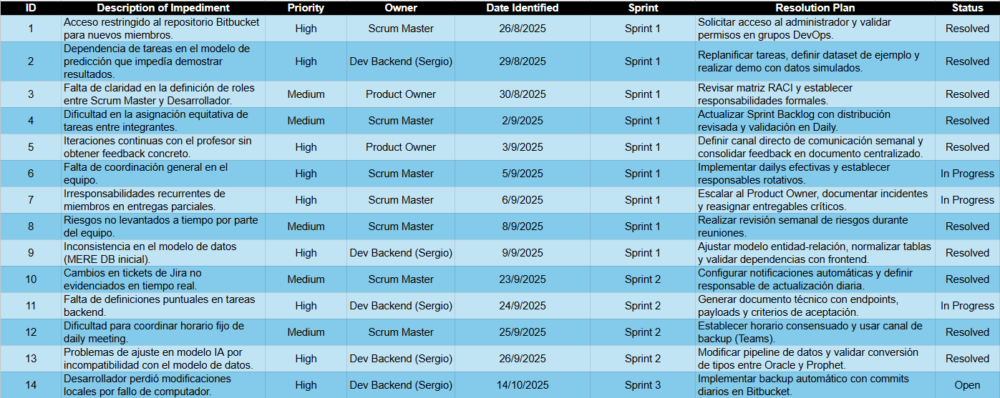 ID Description of Impediment Priority Owner Date Identified Sprint Resolution Plan Status
1 Acceso restringido al repositorio Bitbucket para nuevos miembros. High Scrum Master 26/8/2025 Sprint 1 Solicitar acceso al administrador y validar permisos en grupos DevOps. Resolved
2 Dependencia de tareas en el modelo de predicción que impedía demostrar resultados. High Dev Backend (Sergio) 29/8/2025 Sprint 1 Replanificar tareas, definir dataset de ejemplo y realizar demo con datos simulados. Resolved
3 Falta de claridad en la definición de roles entre Scrum Master y Desarrollador. Medium Product Owner 30/8/2025 Sprint 1 Revisar matriz RACI y establecer responsabilidades formales. Resolved
4 Dificultad en la asignación equitativa de tareas entre integrantes. Medium Scrum Master 2/9/2025 Sprint 1 Actualizar Sprint Backlog con distribución revisada y validación en Daily. Resolved
5 Iteraciones continuas con el profesor sin obtener feedback concreto. High Product Owner 3/9/2025 Sprint 1 Definir canal directo de comunicación semanal y consolidar feedback en documento centralizado. Resolved
6 Falta de coordinación general en el equipo. High Scrum Master 5/9/2025 Sprint 1 Implementar dailys efectivas y establecer responsables rotativos. In Progress
7 Irresponsabilidades recurrentes de miembros en entregas parciales. High Scrum Master 6/9/2025 Sprint 1 Escalar al Product Owner, documentar incidentes y reasignar entregables críticos. In Progress
8 Riesgos no levantados a tiempo por parte del equipo. Medium Scrum Master 8/9/2025 Sprint 1 Realizar revisión semanal de riesgos durante reuniones. Resolved
9 Inconsistencia en el modelo de datos (MERE DB inicial). High Dev Backend (Sergio) 9/9/2025 Sprint 1 Ajustar modelo entidad-relación, normalizar tablas y validar dependencias con frontend. Resolved
10 Cambios en tickets de Jira no evidenciados en tiempo real. Medium Scrum Master 23/9/2025 Sprint 2 Configurar notificaciones automáticas y definir responsable de actualización diaria. Resolved
11 Falta de definiciones puntuales en tareas backend. High Dev Backend (Sergio) 24/9/2025 Sprint 2 Generar documento técnico con endpoints, payloads y criterios de aceptación. In Progress
12 Dificultad para coordinar horario fijo de daily meeting. Medium Scrum Master 25/9/2025 Sprint 2 Establecer horario consensuado y usar canal de backup (Teams). Resolved
13 Problemas de ajuste en modelo IA por incompatibilidad con el modelo de datos. High Dev Backend (Sergio) 26/9/2025 Sprint 2 Modificar pipeline de datos y validar conversión de tipos entre Oracle y Prophet. Resolved
14 Desarrollador perdió modificaciones locales por fallo de computador. High Dev Backend (Sergio) 14/10/2025 Sprint 3 Implementar backup automático con commits diarios en Bitbucket. Open